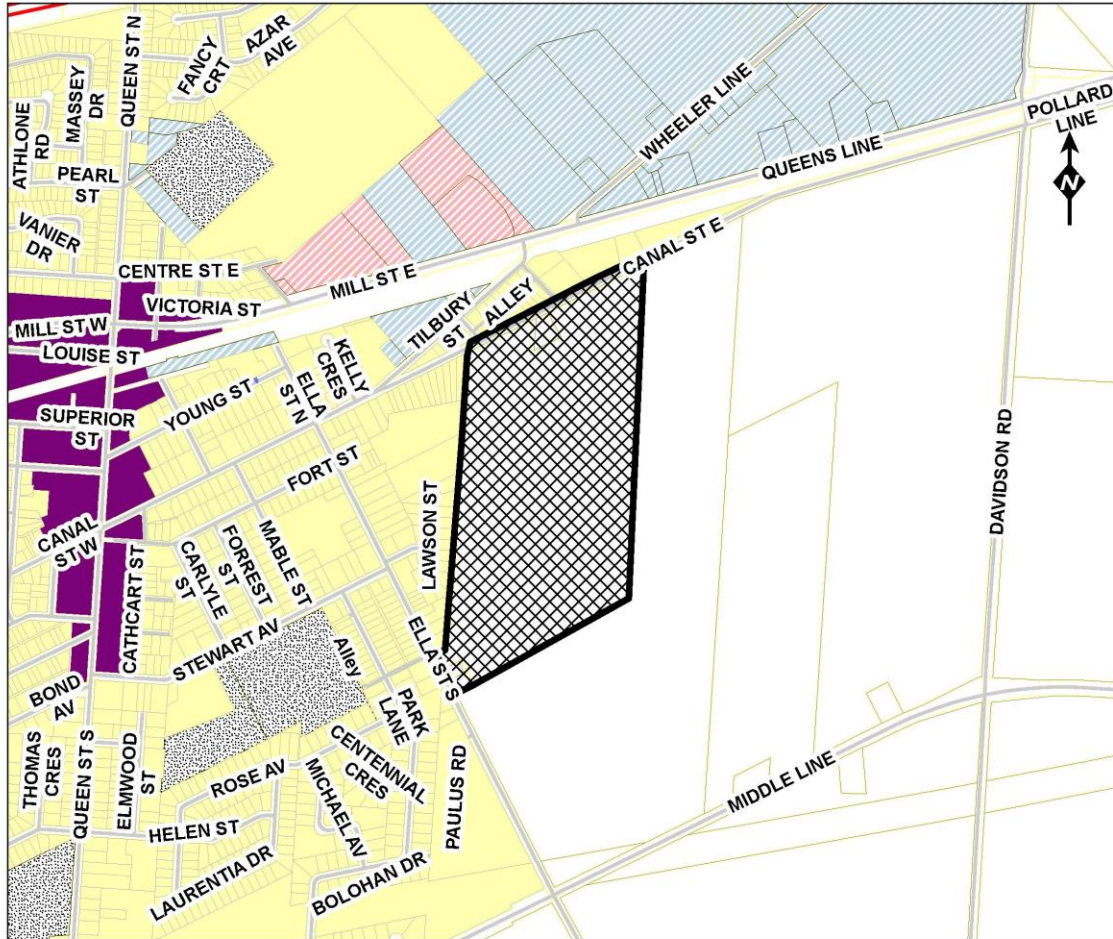 QUEEN ST N
AZAR
AVE
FANCY
CRT
MASSEY
DR
ATHLONE
RD
PEARL
ST
VANIER
DR
WHEELER LINE
QUEENS LINE
POLLARD
LINE
N
CENTRE ST E
MILL ST E
CANAL ST E
VICTORIA ST
MILL ST W
LOUISE ST
TILBURY
ST
ALLEY
KELLY
CRES
ELLA
ST N
YOUNG ST
SUPERIOR
ST
FORT ST
LAWSON ST
DAVIDSON RD
CANAL
ST W
CATHCART ST
CARLYLE
ST
FORREST
ST
MABLE ST
STEWART AV
Alley
ELLA ST S
BOND
AV
PARK
LANE
CENTENNIAL
CRES
THOMAS
CRES
QUEEN ST S
ELMWOOD
ST
ROSE AV
MICHAEL AV
PAULUS RD
MIDDLE LINE
HELEN ST
LAURENTIA DR
BOLOHAN DR